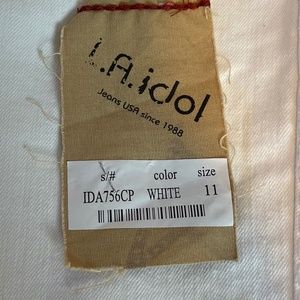 L.A.idol
Jeans USA since 1988
s/# color size
IDA756CP WHITE 11